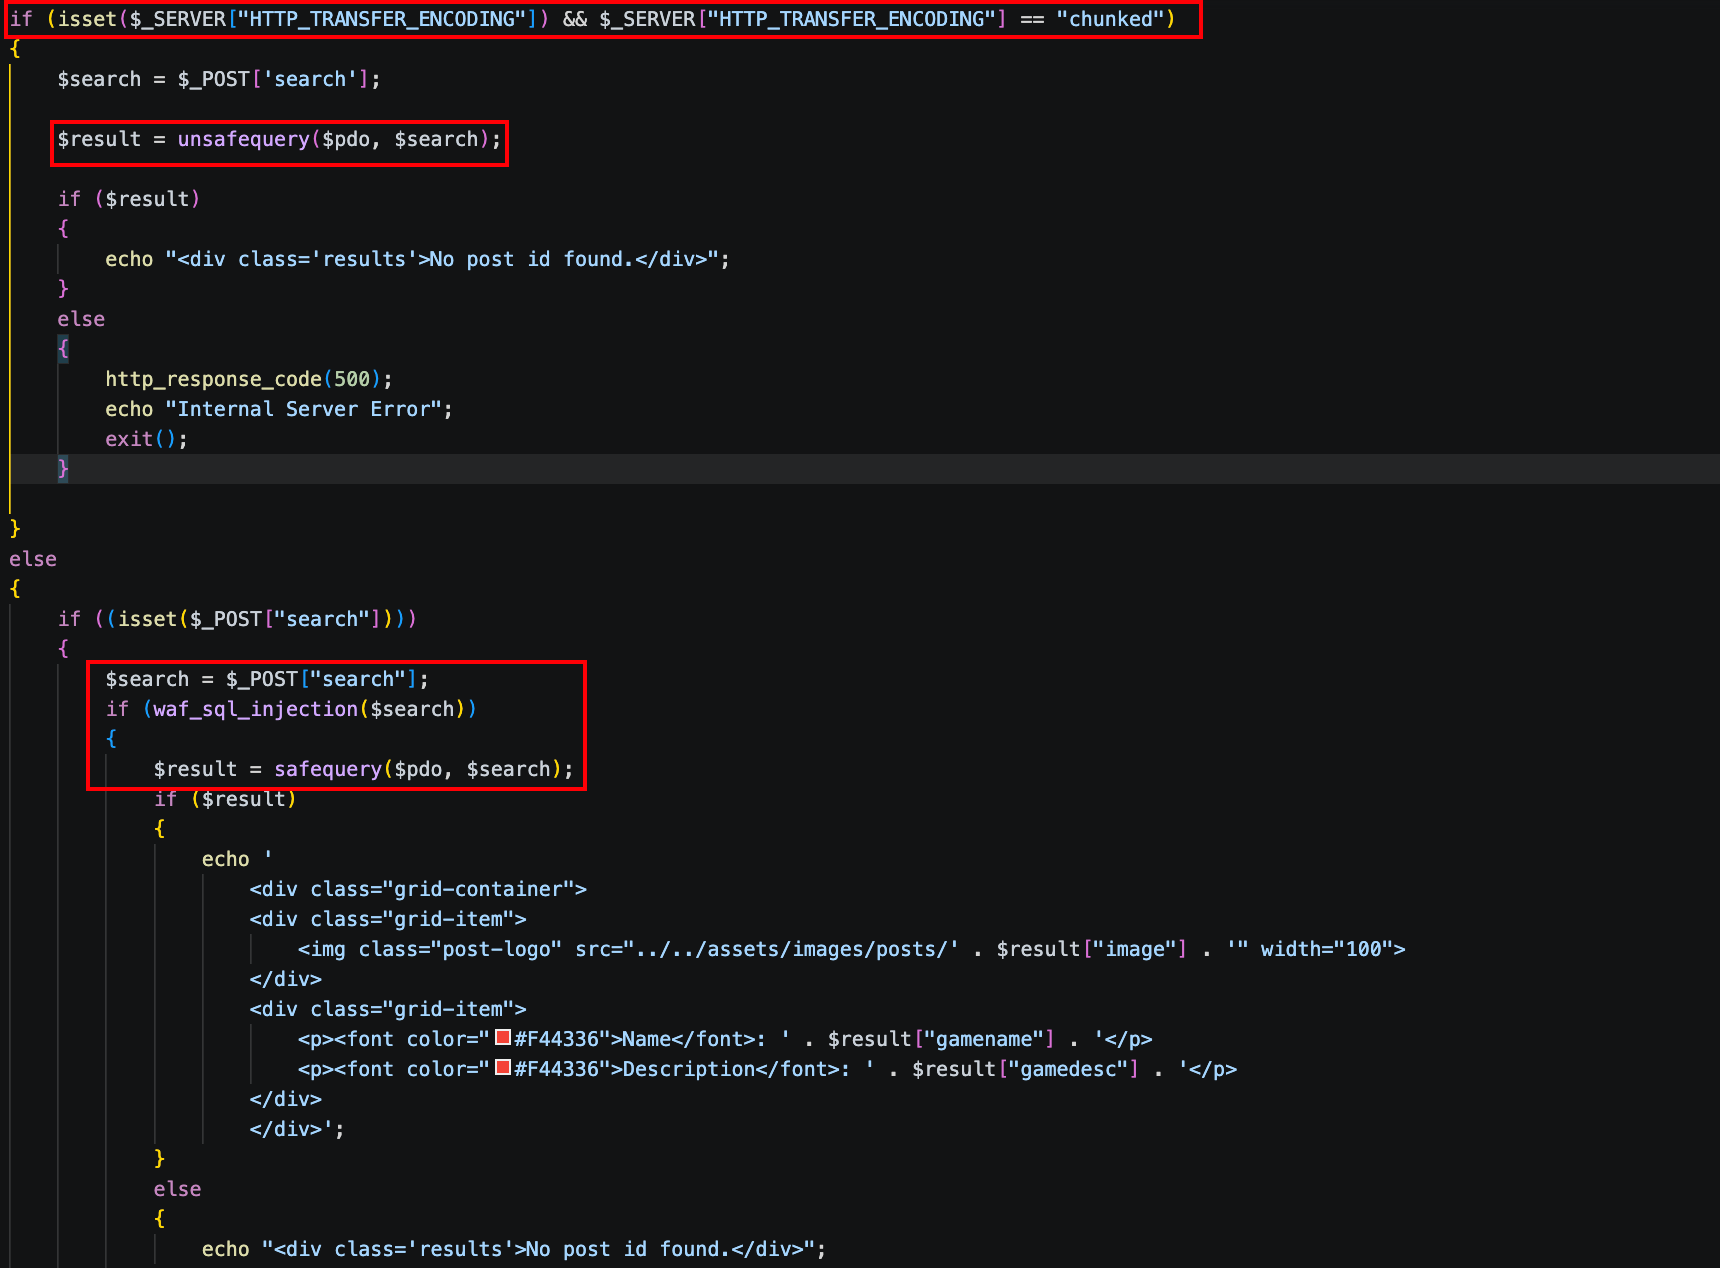 if (isset($_SERVER["HTTP_TRANSFER_ENCODING"]) && $_SERVER["HTTP_TRANSFER_ENCODING"] == "chunked")
{
    $search = $_POST['search'];

    $result = unsafequery($pdo, $search);

    if ($result)
    {
        echo "<div class='results'>No post id found.</div>";
    }
    else
    {
        http_response_code(500);
        echo "Internal Server Error";
        exit();
    }

}
else
{
    if ((isset($_POST["search"])))
    {
        $search = $_POST["search"];
        if (waf_sql_injection($search))
        {
            $result = safequery($pdo, $search);
            if ($result)
            {
                echo '
                    <div class="grid-container">
                    <div class="grid-item">
                        <img class="post-logo" src="../../assets/images/posts/' . $result["image"] . '" width="100">
                    </div>
                    <div class="grid-item">
                        <p><font color="#F44336">Name</font>: ' . $result["gamename"] . '</p>
                        <p><font color="#F44336">Description</font>: ' . $result["gamedesc"] . '</p>
                    </div>
                    </div>';
            }
            else
            {
                echo "<div class='results'>No post id found.</div>";